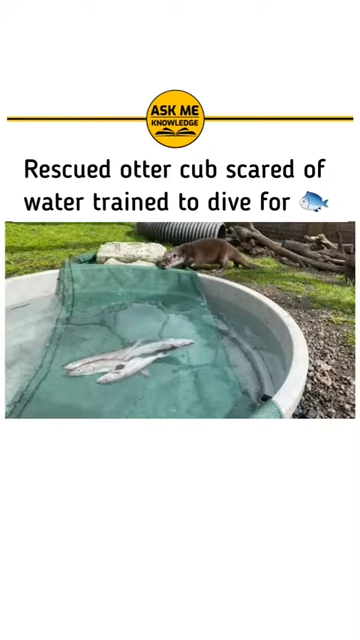 ASK ME
KNOWLEDGE
Rescued otter cub scared of
water trained to dive for 🐟